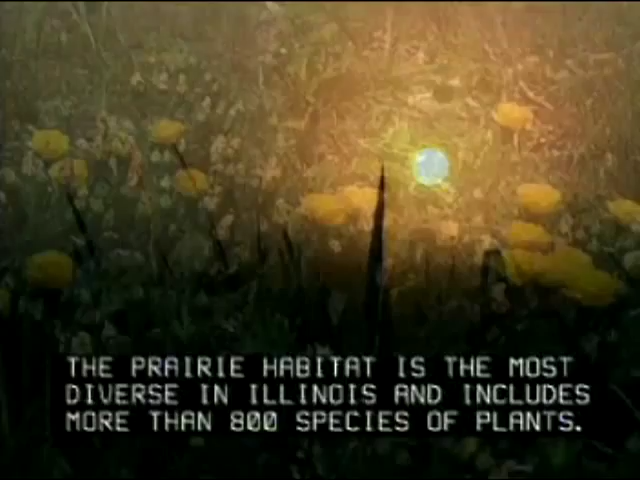 THE PRAIRIE HABITAT IS THE MOST
DIVERSE IN ILLINOIS AND INCLUDES
MORE THAN 800 SPECIES OF PLANTS.